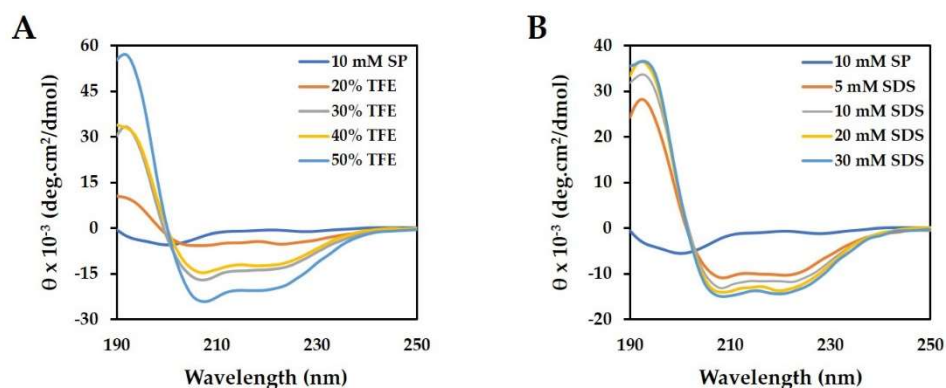 A
60
45
30
15
0
-15
-30
θ x 10⁻³ (deg.cm²/dmol)
10 mM SP
20% TFE
30% TFE
40% TFE
50% TFE
190 210 230 250
Wavelength (nm)
B
40
30
20
10
0
-10
-20
θ x 10⁻³ (deg.cm²/dmol)
10 mM SP
5 mM SDS
10 mM SDS
20 mM SDS
30 mM SDS
190 210 230 250
Wavelength (nm)